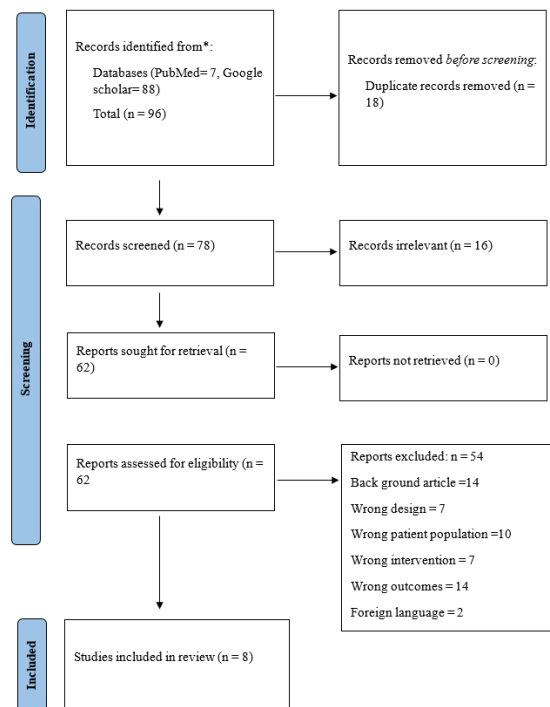 Identification
Records identified from*:
Databases (PubMed= 7, Google
scholar= 88)
Total (n = 96)
Records removed before screening:
Duplicate records removed (n =
18)
Screening
Records screened (n = 78)
Records irrelevant (n = 16)
Reports sought for retrieval (n =
62)
Reports not retrieved (n = 0)
Reports assessed for eligibility (n =
62
Reports excluded: n = 54
Back ground article =14
Wrong design = 7
Wrong patient population =10
Wrong intervention = 7
Wrong outcomes = 14
Foreign language = 2
Included
Studies included in review (n = 8)